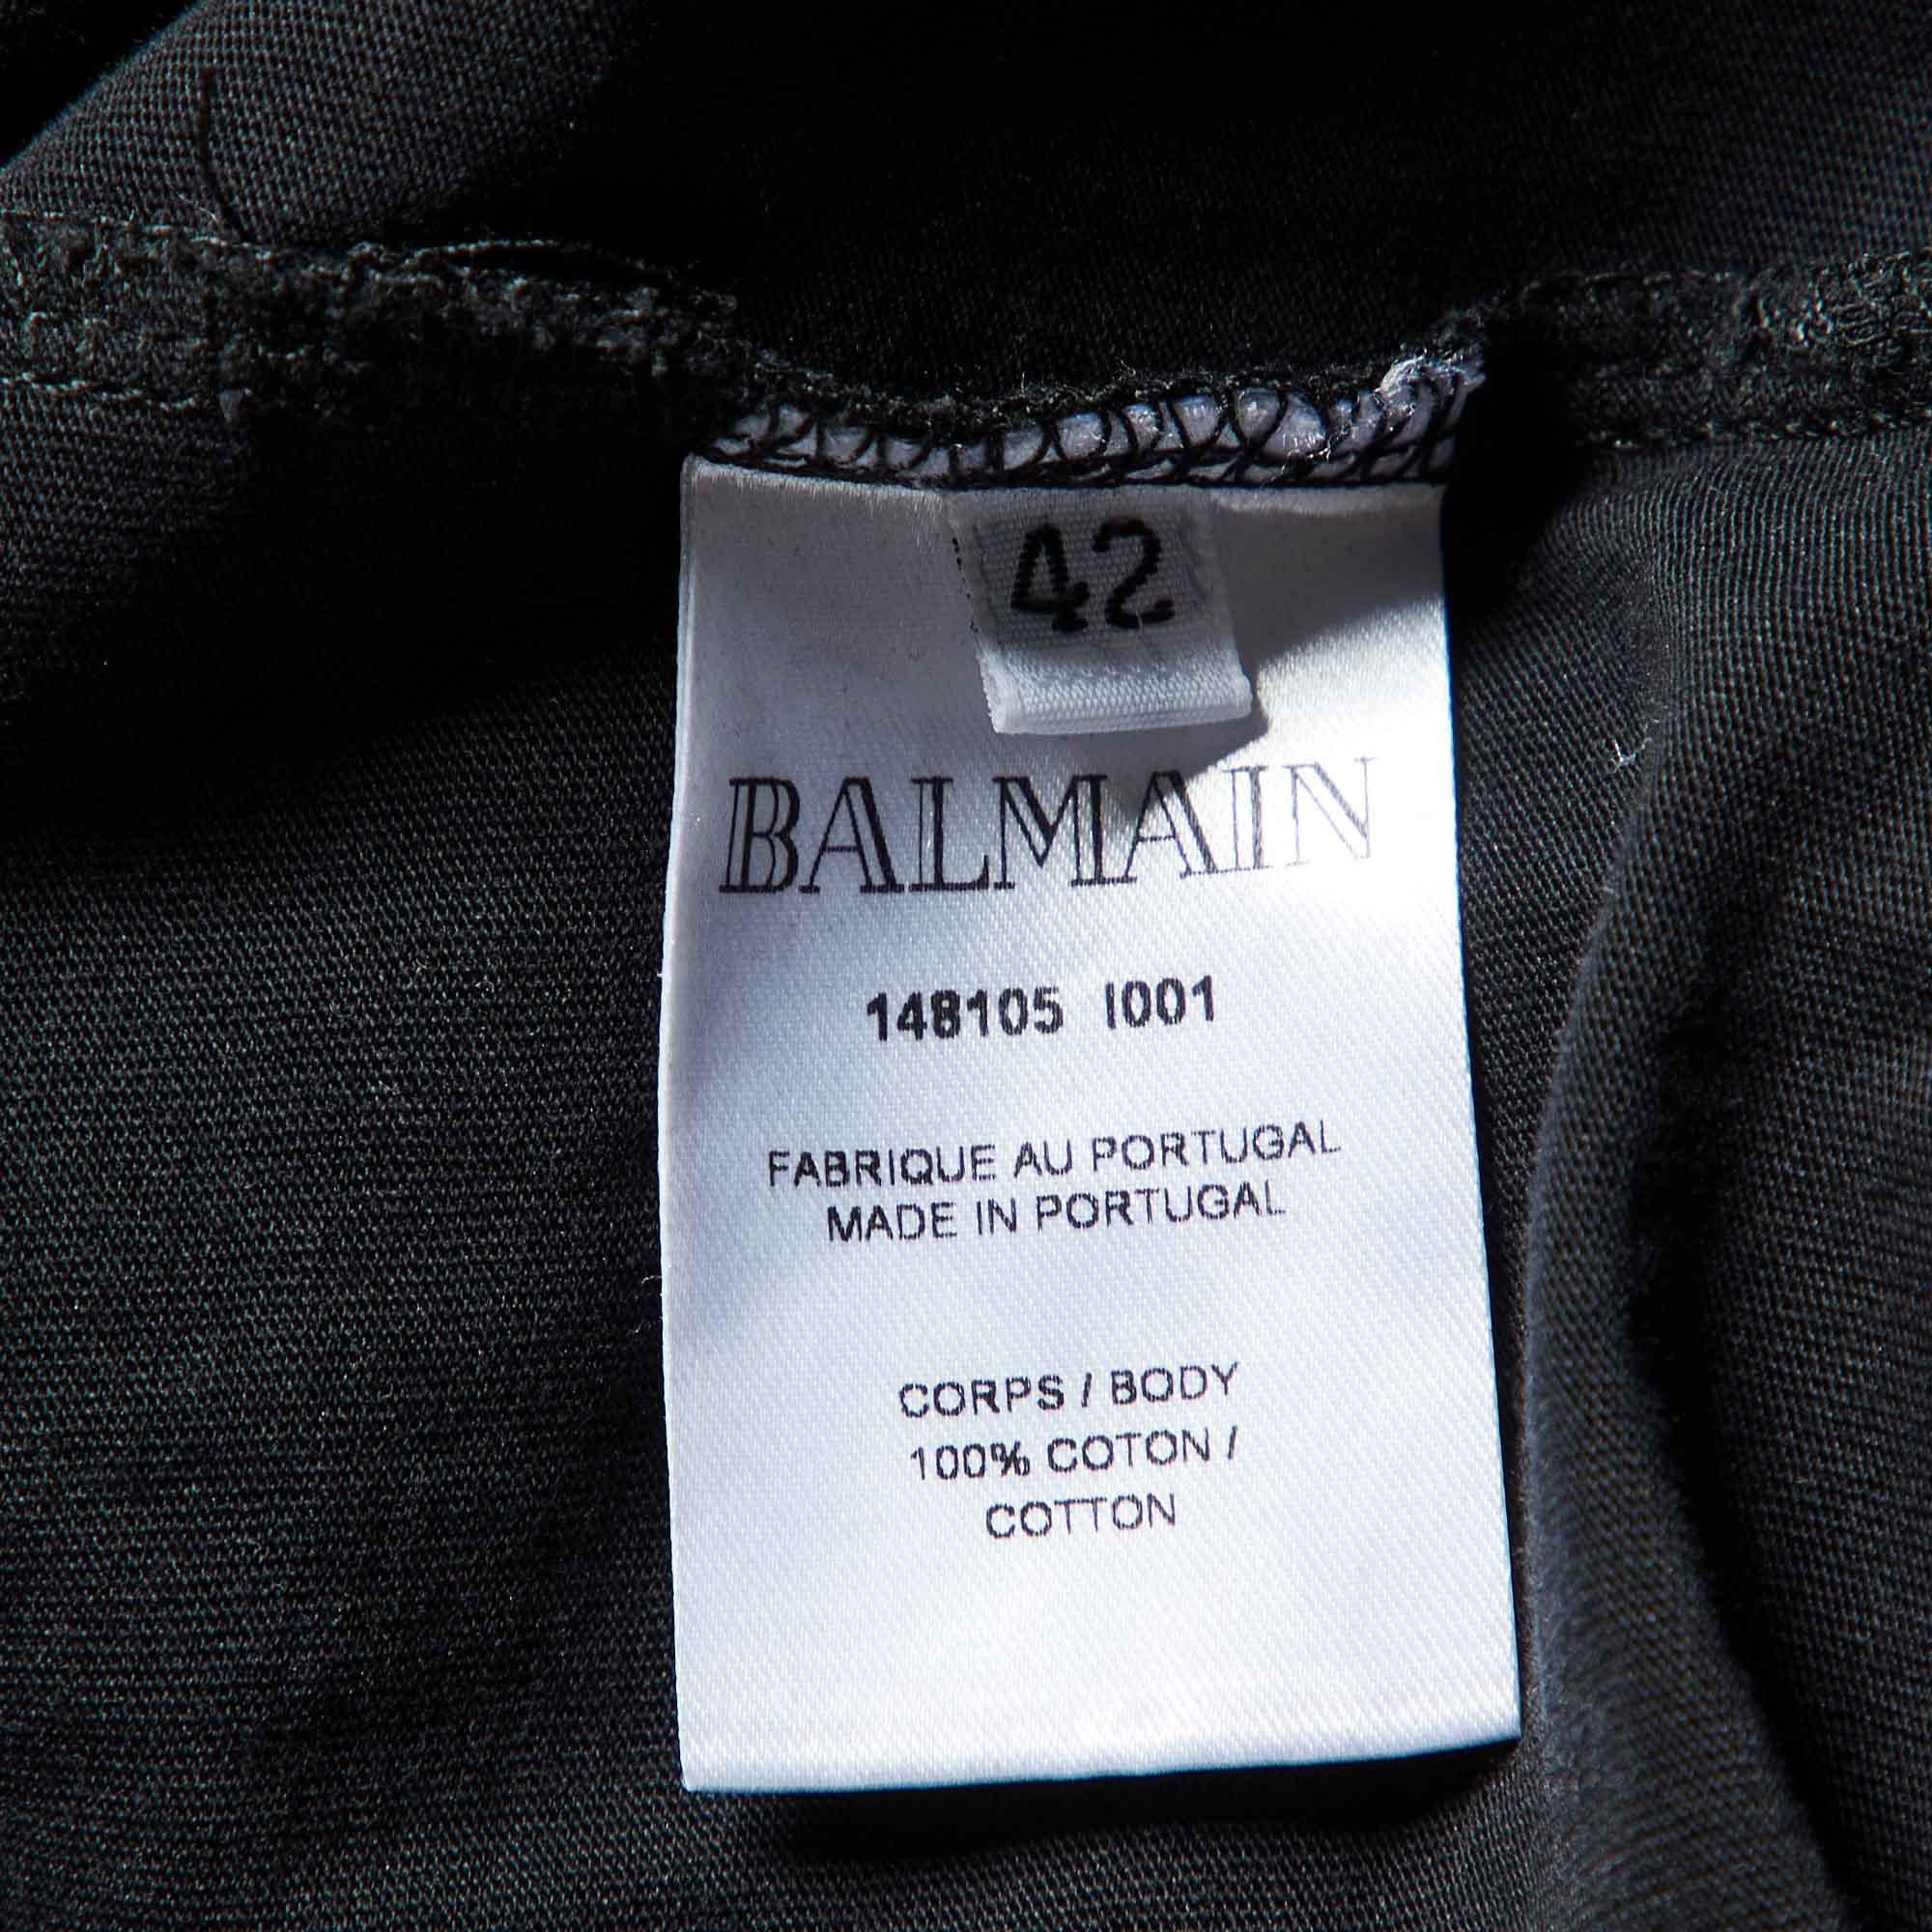 42
BALMAIN
148105 I001
FABRIQUE AU PORTUGAL
MADE IN PORTUGAL
CORPS / BODY
100% COTON /
COTTON